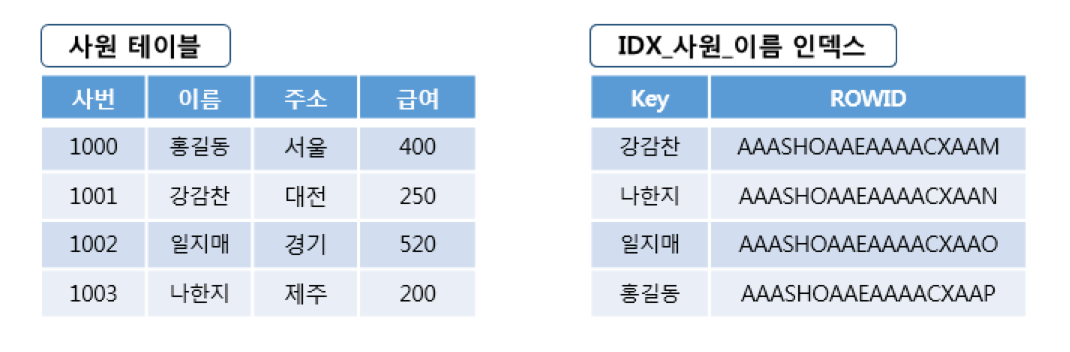 사원 테이블
사번 이름 주소 급여
1000 홍길동 서울 400
1001 강감찬 대전 250
1002 일지매 경기 520
1003 나한지 제주 200
IDX_사원_이름 인덱스
Key ROWID
강감찬 AAASHOAAEAAAACXAAM
나한지 AAASHOAAEAAAACXAAN
일지매 AAASHOAAEAAAACXAAO
홍길동 AAASHOAAEAAAACXAAP